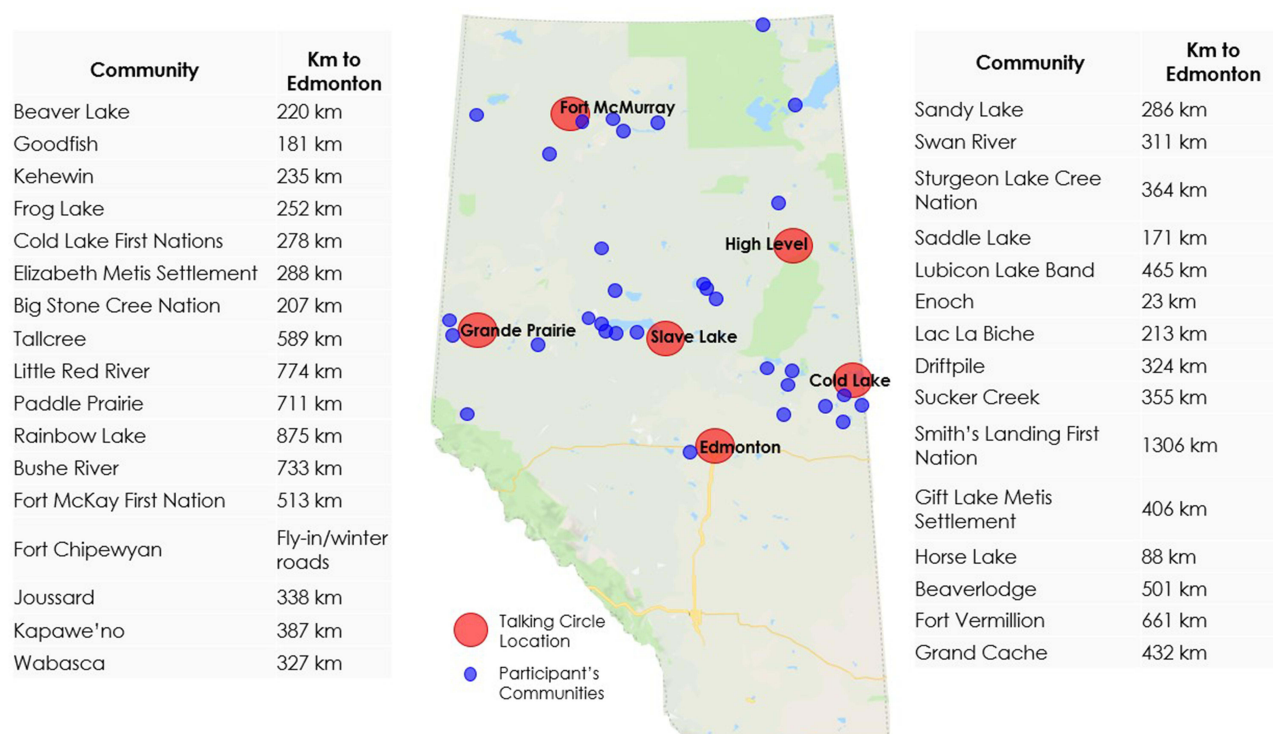 Community Km to Edmonton
Beaver Lake 220 km
Goodfish 181 km
Kehewin 235 km
Frog Lake 252 km
Cold Lake First Nations 278 km
Elizabeth Metis Settlement 288 km
Big Stone Cree Nation 207 km
Tallcree 589 km
Little Red River 774 km
Paddle Prairie 711 km
Rainbow Lake 875 km
Bushe River 733 km
Fort McKay First Nation 513 km
Fort Chipewyan Fly-in/winter roads
Joussard 338 km
Kapawe'no 387 km
Wabasca 327 km
Fort McMurray
High Level
Grande Prairie
Slave Lake
Cold Lake
Edmonton
Talking Circle
Location
Participant's
Communities
Community Km to Edmonton
Sandy Lake 286 km
Swan River 311 km
Sturgeon Lake Cree Nation 364 km
Saddle Lake 171 km
Lubicon Lake Band 465 km
Enoch 23 km
Lac La Biche 213 km
Driftpile 324 km
Sucker Creek 355 km
Smith's Landing First Nation 1306 km
Gift Lake Metis Settlement 406 km
Horse Lake 88 km
Beaverlodge 501 km
Fort Vermillion 661 km
Grand Cache 432 km